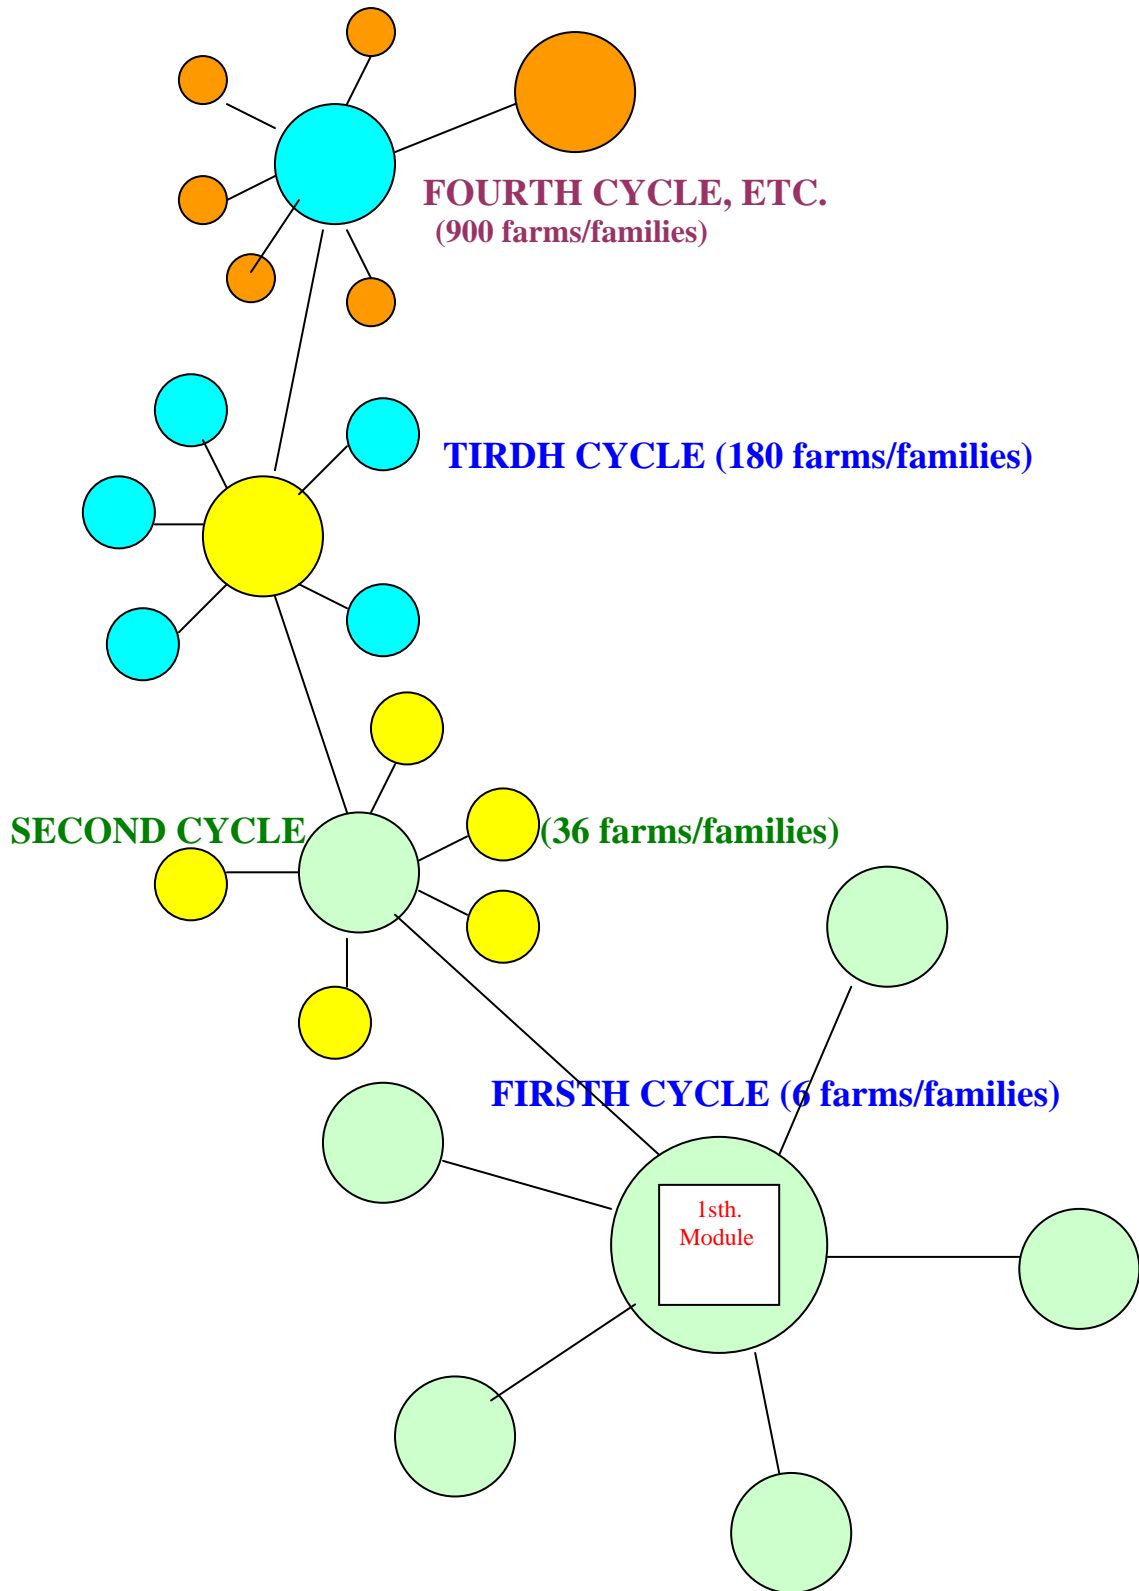 FOURTH CYCLE, ETC.
(900 farms/families)
TIRDH CYCLE (180 farms/families)
SECOND CYCLE (36 farms/families)
FIRSTH CYCLE (6 farms/families)
1sth.
Module